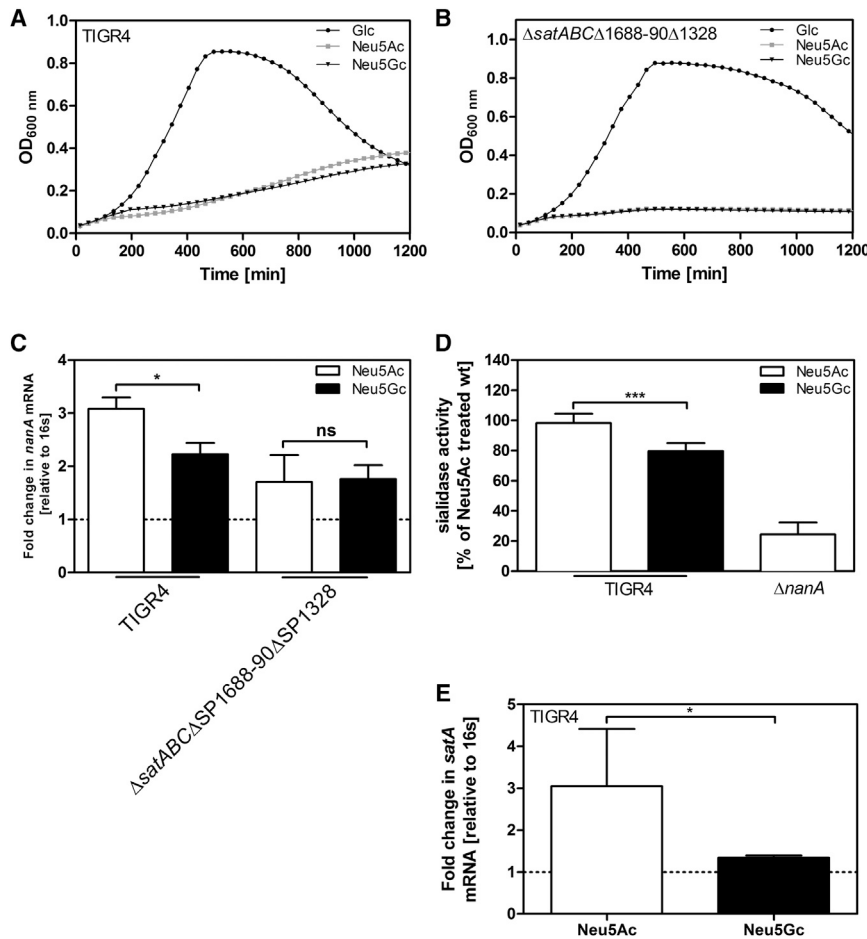 A
TIGR4
Glc
Neu5Ac
Neu5Gc
OD600 nm
1.0
0.8
0.6
0.4
0.2
0.0
0 200 400 600 800 1000 1200
Time [min]
B
ΔsatABCΔ1688-90Δ1328
Glc
Neu5Ac
Neu5Gc
OD600 nm
1.0
0.8
0.6
0.4
0.2
0.0
0 200 400 600 800 1000 1200
Time [min]
C
Neu5Ac
Neu5Gc
Fold change in nanA mRNA
[relative to 16s]
4
3
2
1
0
*
ns
TIGR4
ΔsatABCΔSP1688-90ΔSP1328
D
Neu5Ac
Neu5Gc
sialidase activity
[% of Neu5Ac treated wt]
140
120
100
80
60
40
20
0
***
TIGR4
ΔnanA
E
TIGR4
Fold change in satA
mRNA [relative to 16s]
5
4
3
2
1
0
*
Neu5Ac
Neu5Gc